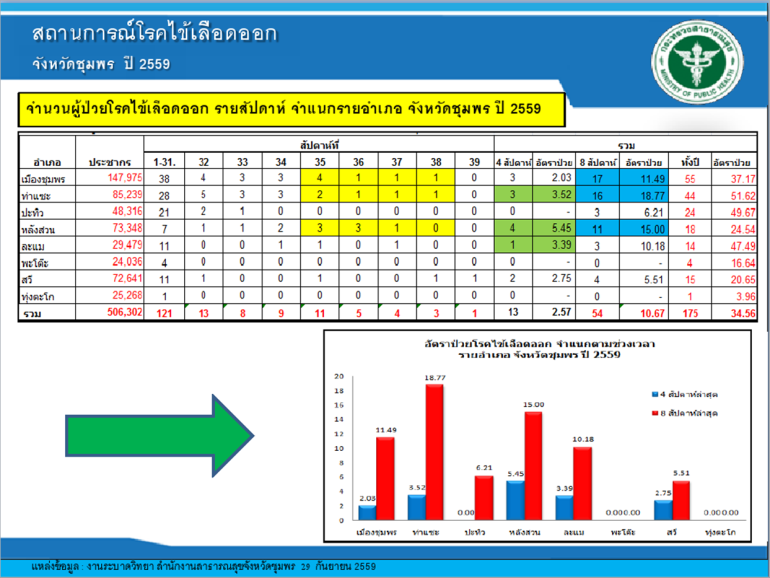 สถานการณ์โรคไข้เลือดออก
จังหวัดชุมพร ปี 2559
กระทรวงสาธารณสุข
MINISTRY OF PUBLIC HEALTH
จำนวนผู้ป่วยโรคไข้เลือดออก รายสัปดาห์ จำแนกรายอำเภอ จังหวัดชุมพร ปี 2559
สัปดาห์ที่ รวม
อำเภอ ประชากร 1-31. 32 33 34 35 36 37 38 39 4 สัปดาห์ อัตราป่วย 8 สัปดาห์ อัตราป่วย ทั้งปี อัตราป่วย
เมืองชุมพร 147,975 38 4 3 3 4 1 1 1 0 3 2.03 17 11.49 55 37.17
ท่าแซะ 85,239 28 5 3 3 2 1 1 1 0 3 3.52 16 18.77 44 51.62
ปะทิว 48,316 21 2 1 0 0 0 0 0 0 0 - 3 6.21 24 49.67
หลังสวน 73,348 7 1 1 2 3 3 1 0 0 4 5.45 11 15.00 18 24.54
ละแม 29,479 11 0 0 1 1 0 1 0 0 1 3.39 3 10.18 14 47.49
พะโต๊ะ 24,036 4 0 0 0 0 0 0 0 0 0 - 0 - 4 16.64
สวี 72,641 11 1 0 0 1 0 0 1 1 2 2.75 4 5.51 15 20.65
ทุ่งตะโก 25,268 1 0 0 0 0 0 0 0 0 0 - 0 - 1 3.96
รวม 506,302 121 13 8 9 11 5 4 3 1 13 2.57 54 10.67 175 34.56
อัตราป่วยโรคไข้เลือดออก จำแนกตามช่วงเวลา
รายอำเภอ จังหวัดชุมพร ปี 2559
20
18
16
14
12
10
8
6
4
2
0
2.03 11.49 3.52 18.77 0.00 6.21 5.45 15.00 3.39 10.18 0.00 0.00 2.75 5.51 0.00 0.00
4 สัปดาห์ล่าสุด
8 สัปดาห์ล่าสุด
เมืองชุมพร ท่าแซะ ปะทิว หลังสวน ละแม พะโต๊ะ สวี ทุ่งตะโก
แหล่งข้อมูล : งานระบาดวิทยา สำนักงานสาธารณสุขจังหวัดชุมพร 29 กันยายน 2559